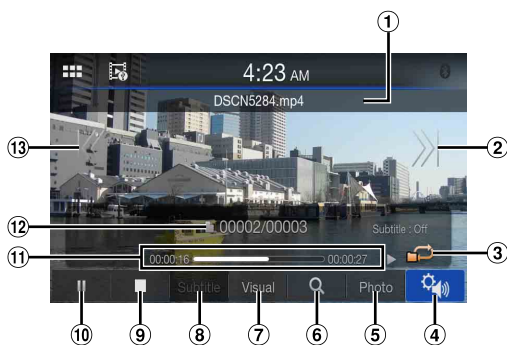 1
4:23 AM
DSCN5284.mp4
13
2
12
00002/00003
Subtitle : Off
11
00:00:16
00:00:27
3
Subtitle
Visual
Photo
10
9
8
7
6
5
4